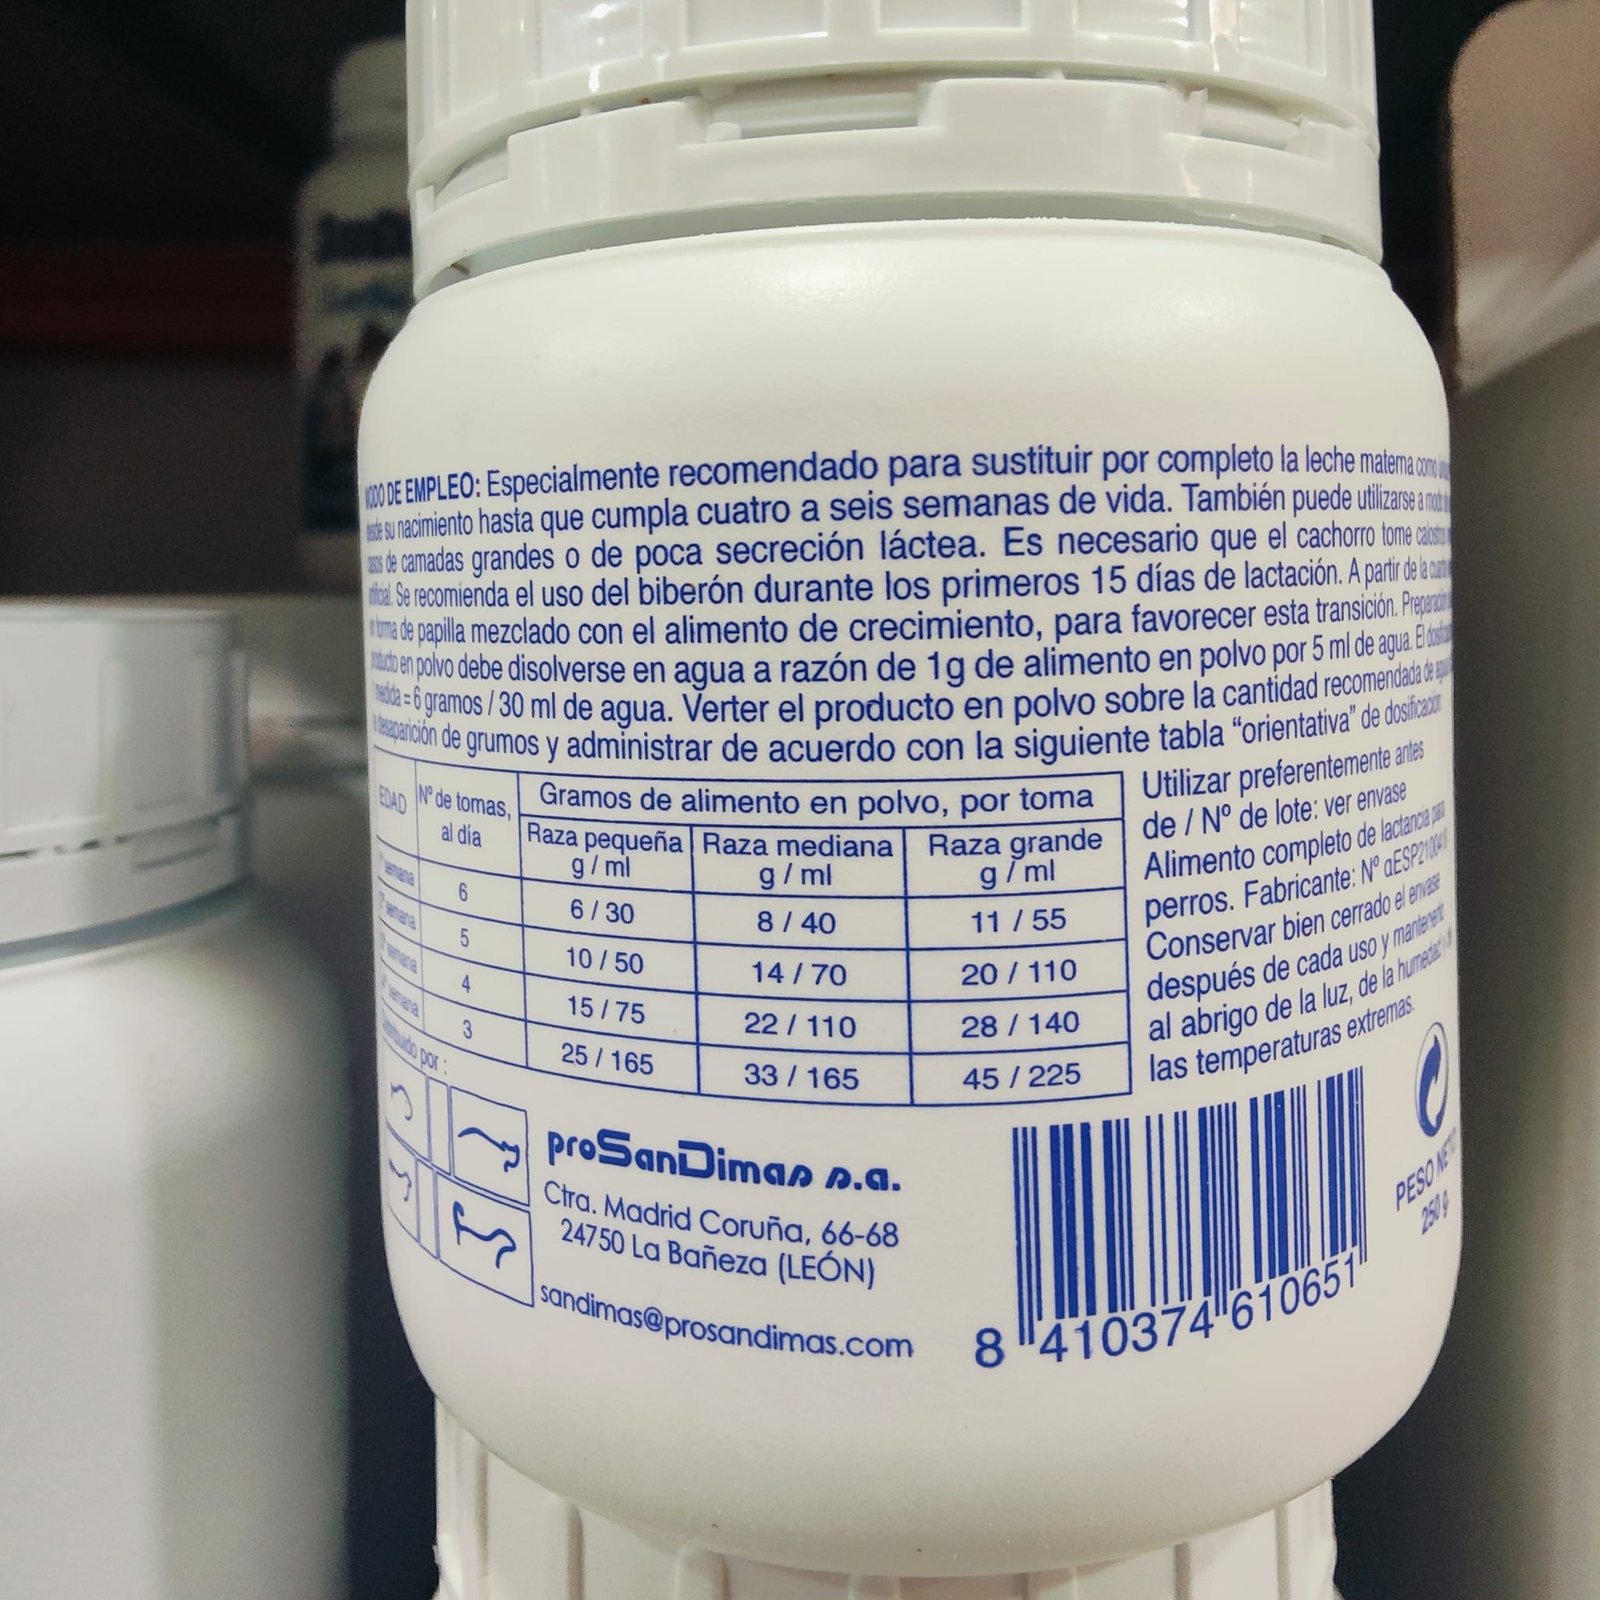 MODO DE EMPLEO: Especialmente recomendado para sustituir por completo la leche materna como
desde su nacimiento hasta que cumpla cuatro a seis semanas de vida. También puede utilizarse a modo
casos de camadas grandes o de poca secreción láctea. Es necesario que el cachorro tome calostro
artificial. Se recomienda el uso del biberón durante los primeros 15 días de lactación. A partir de la
en forma de papilla mezclado con el alimento de crecimiento, para favorecer esta transición. Preparación
producto en polvo debe disolverse en agua a razón de 1g de alimento en polvo por 5 ml de agua. El
medida = 6 gramos / 30 ml de agua. Verter el producto en polvo sobre la cantidad recomendada de
la desaparición de grumos y administrar de acuerdo con la siguiente tabla "orientativa" de dosificación
EDAD Nº de tomas, al día Gramos de alimento en polvo, por toma
Raza pequeña g / ml Raza mediana g / ml Raza grande g / ml
1ª semana 6 6 / 30 8 / 40 11 / 55
2ª semana 5 10 / 50 14 / 70 20 / 110
3ª semana 4 15 / 75 22 / 110 28 / 140
4ª semana 3 25 / 165 33 / 165 45 / 225
Utilizar preferentemente antes
de / Nº de lote: ver envase
Alimento completo de lactancia para
perros. Fabricante: Nº
Conservar bien cerrado el envase
después de cada uso y mantenerlo
al abrigo de la luz, de la humedad y de
las temperaturas extremas.
Distribuido por :
proSanDimas s.a.
Ctra. Madrid Coruña, 66-68
24750 La Bañeza (LEÓN)
sandimas@prosandimas.com
8 410374 610651
PESO NETO
250 g